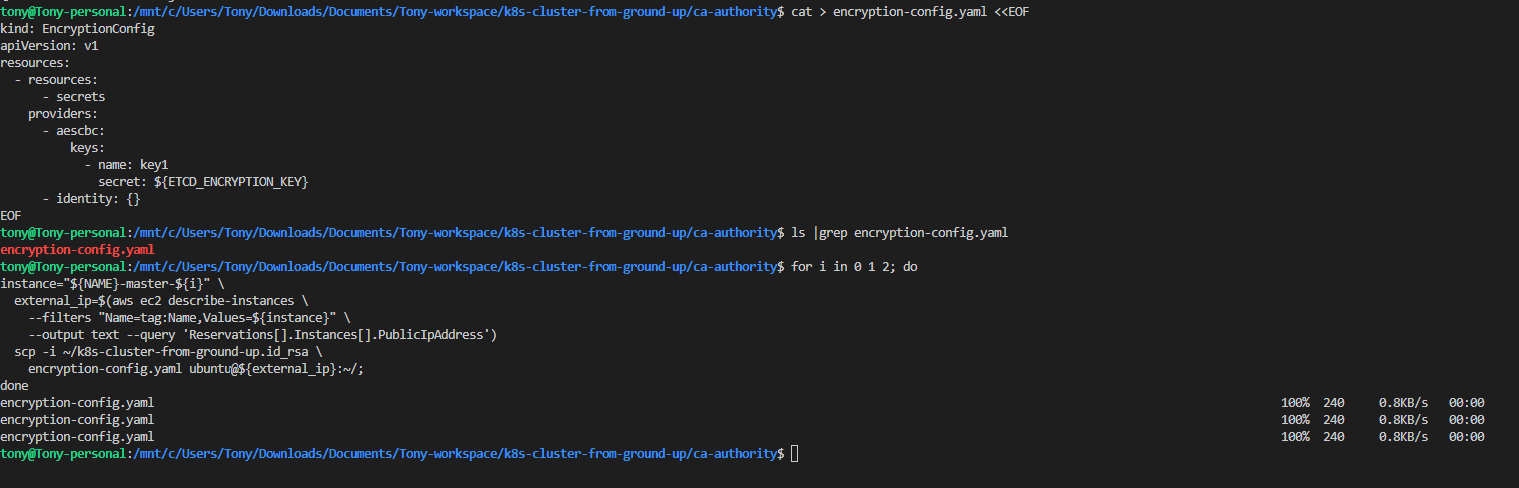 tony@Tony-personal:/mnt/c/Users/Tony/Downloads/Documents/Tony-workspace/k8s-cluster-from-ground-up/ca-authority$ cat > encryption-config.yaml <<EOF
kind: EncryptionConfig
apiVersion: v1
resources:
  - resources:
      - secrets
    providers:
      - aescbc:
          keys:
            - name: key1
              secret: ${ETCD_ENCRYPTION_KEY}
      - identity: {}
EOF
tony@Tony-personal:/mnt/c/Users/Tony/Downloads/Documents/Tony-workspace/k8s-cluster-from-ground-up/ca-authority$ ls |grep encryption-config.yaml
encryption-config.yaml
tony@Tony-personal:/mnt/c/Users/Tony/Downloads/Documents/Tony-workspace/k8s-cluster-from-ground-up/ca-authority$ for i in 0 1 2; do
instance="${NAME}-master-${i}" \
  external_ip=$(aws ec2 describe-instances \
    --filters "Name=tag:Name,Values=${instance}" \
    --output text --query 'Reservations[].Instances[].PublicIpAddress')
  scp -i ~/k8s-cluster-from-ground-up.id_rsa \
    encryption-config.yaml ubuntu@${external_ip}:~/;
done
encryption-config.yaml 100% 240 0.8KB/s 00:00
encryption-config.yaml 100% 240 0.8KB/s 00:00
encryption-config.yaml 100% 240 0.8KB/s 00:00
tony@Tony-personal:/mnt/c/Users/Tony/Downloads/Documents/Tony-workspace/k8s-cluster-from-ground-up/ca-authority$